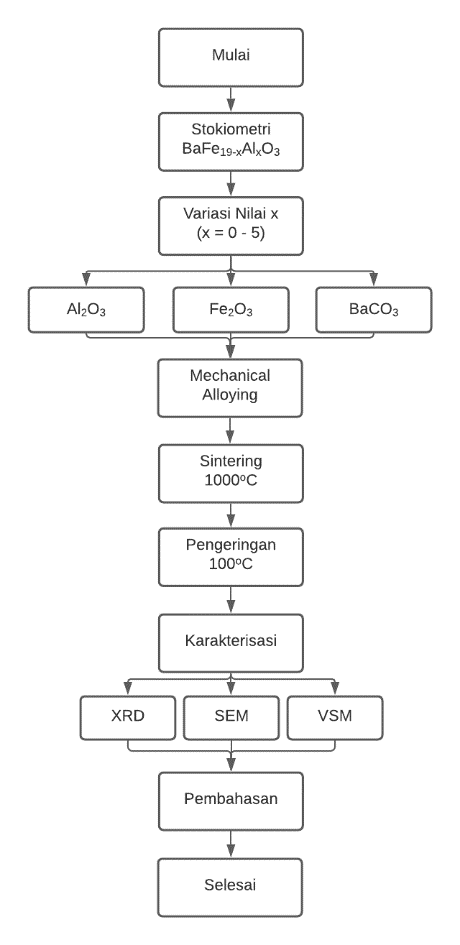 Mulai
Stokiometri
BaFe₁₉₋ₓAlₓO₃
Variasi Nilai x
(x = 0 - 5)
Al₂O₃
Fe₂O₃
BaCO₃
Mechanical
Alloying
Sintering
1000ºC
Pengeringan
100ºC
Karakterisasi
XRD
SEM
VSM
Pembahasan
Selesai